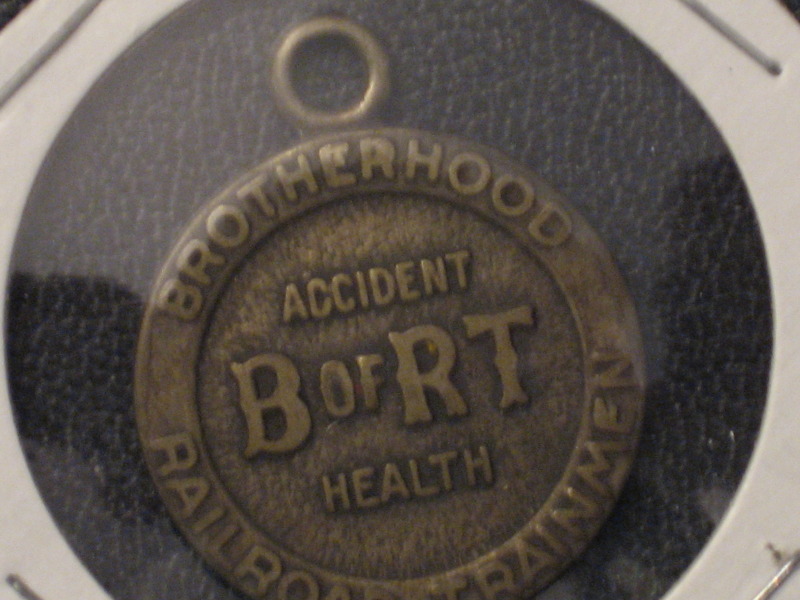 BROTHERHOOD
ACCIDENT
B OF RT
HEALTH
RAILROAD TRAINMEN